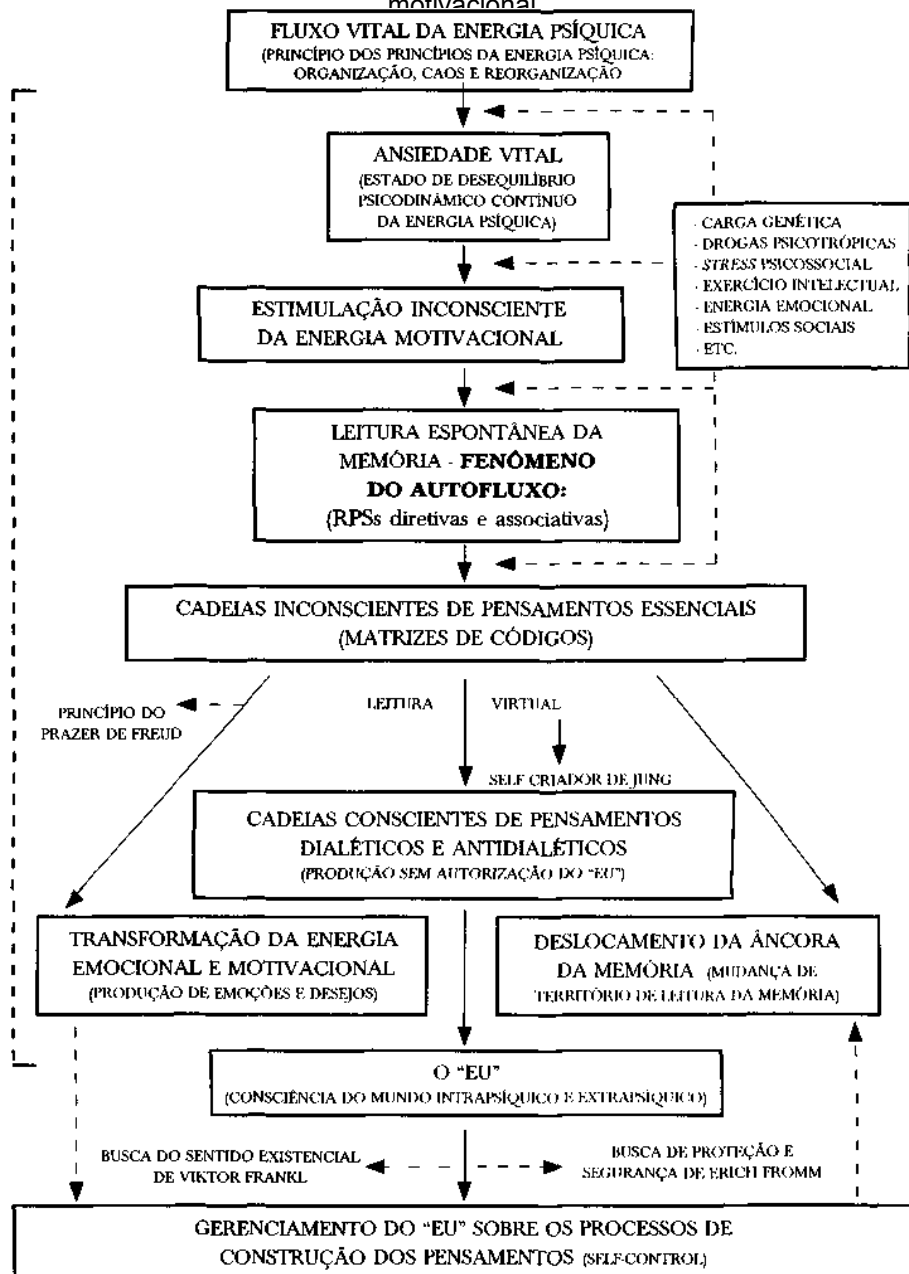 motivacional
FLUXO VITAL DA ENERGIA PSÍQUICA
(PRINCÍPIO DOS PRINCÍPIOS DA ENERGIA PSÍQUICA:
ORGANIZAÇÃO, CAOS E REORGANIZAÇÃO
ANSIEDADE VITAL
(ESTADO DE DESEQUILÍBRIO
PSICODINÂMICO CONTÍNUO
DA ENERGIA PSÍQUICA)
- CARGA GENÉTICA
- DROGAS PSICOTRÓPICAS
- STRESS PSICOSSOCIAL
- EXERCÍCIO INTELECTUAL
- ENERGIA EMOCIONAL
- ESTÍMULOS SOCIAIS
- ETC.
ESTIMULAÇÃO INCONSCIENTE
DA ENERGIA MOTIVACIONAL
LEITURA ESPONTÂNEA DA
MEMÓRIA - FENÔMENO
DO AUTOFLUXO:
(RPSs diretivas e associativas)
CADEIAS INCONSCIENTES DE PENSAMENTOS ESSENCIAIS
(MATRIZES DE CÓDIGOS)
PRINCÍPIO DO
PRAZER DE FREUD
LEITURA VIRTUAL
SELF CRIADOR DE JUNG
CADEIAS CONSCIENTES DE PENSAMENTOS
DIALÉTICOS E ANTIDIALÉTICOS
(PRODUÇÃO SEM AUTORIZAÇÃO DO "EU")
TRANSFORMAÇÃO DA ENERGIA
EMOCIONAL E MOTIVACIONAL
(PRODUÇÃO DE EMOÇÕES E DESEJOS)
DESLOCAMENTO DA ÂNCORA
DA MEMÓRIA (MUDANÇA DE
TERRITÓRIO DE LEITURA DA MEMÓRIA)
O "EU"
(CONSCIÊNCIA DO MUNDO INTRAPSÍQUICO E EXTRAPSÍQUICO)
BUSCA DO SENTIDO EXISTENCIAL
DE VIKTOR FRANKL
BUSCA DE PROTEÇÃO E
SEGURANÇA DE ERICH FROMM
GERENCIAMENTO DO "EU" SOBRE OS PROCESSOS DE
CONSTRUÇÃO DOS PENSAMENTOS (SELF-CONTROL)